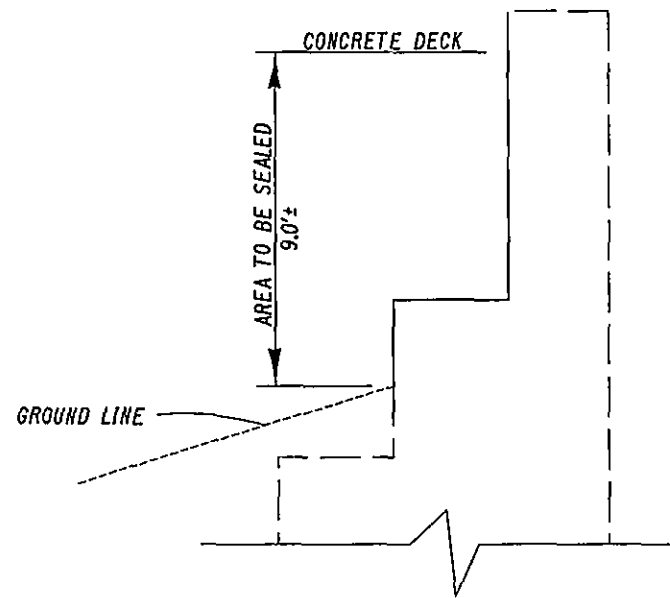 CONCRETE DECK
AREA TO BE SEALED
9.0'±
GROUND LINE